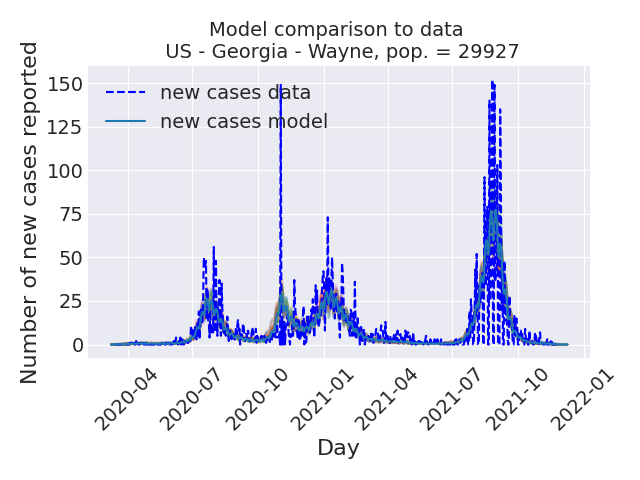 Model comparison to data
US - Georgia - Wayne, pop. = 29927
Number of new cases reported
150
125
100
75
50
25
0
new cases data
new cases model
2020-04
2020-07
2020-10
2021-01
2021-04
2021-07
2021-10
2022-01
Day